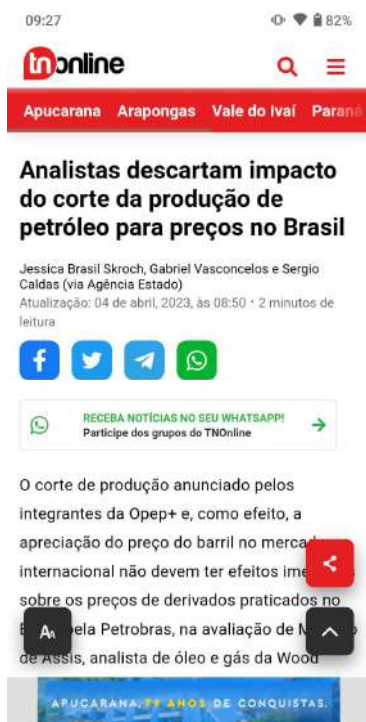 09:27
82%
tnonline
Apucarana Arapongas Vale do Ivaí Paraná
Analistas descartam impacto
do corte da produção de
petróleo para preços no Brasil
Jessica Brasil Skroch, Gabriel Vasconcelos e Sergio
Caldas (via Agência Estado)
Atualização: 04 de abril, 2023, às 08:50 · 2 minutos de
leitura
RECEBA NOTÍCIAS NO SEU WHATSAPP!
Participe dos grupos do TNOnline
O corte de produção anunciado pelos
integrantes da Opep+ e, como efeito, a
apreciação do preço do barril no
internacional não devem ter efeitos
sobre os preços de derivados praticados no
pela Petrobras, na avaliação de
de Assis, analista de óleo e gás da Wood
AA
APUCARANA, 79 ANOS DE CONQUISTAS.